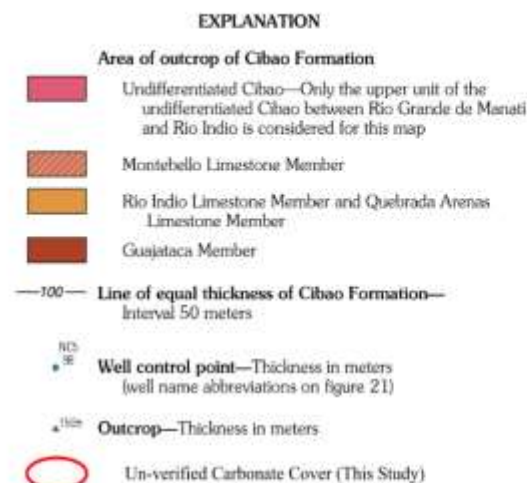 EXPLANATION
Area of outcrop of Cibao Formation
Undifferentiated Cibao—Only the upper unit of the
undifferentiated Cibao between Rio Grande de Manati
and Rio Indio is considered for this map
Montebello Limestone Member
Rio Indio Limestone Member and Quebrada Arenas
Limestone Member
Guajataca Member
—100— Line of equal thickness of Cibao Formation—
Interval 50 meters
NC5
98
Well control point—Thickness in meters
(well name abbreviations on figure 21)
150m Outcrop—Thickness in meters
Un-verified Carbonate Cover (This Study)